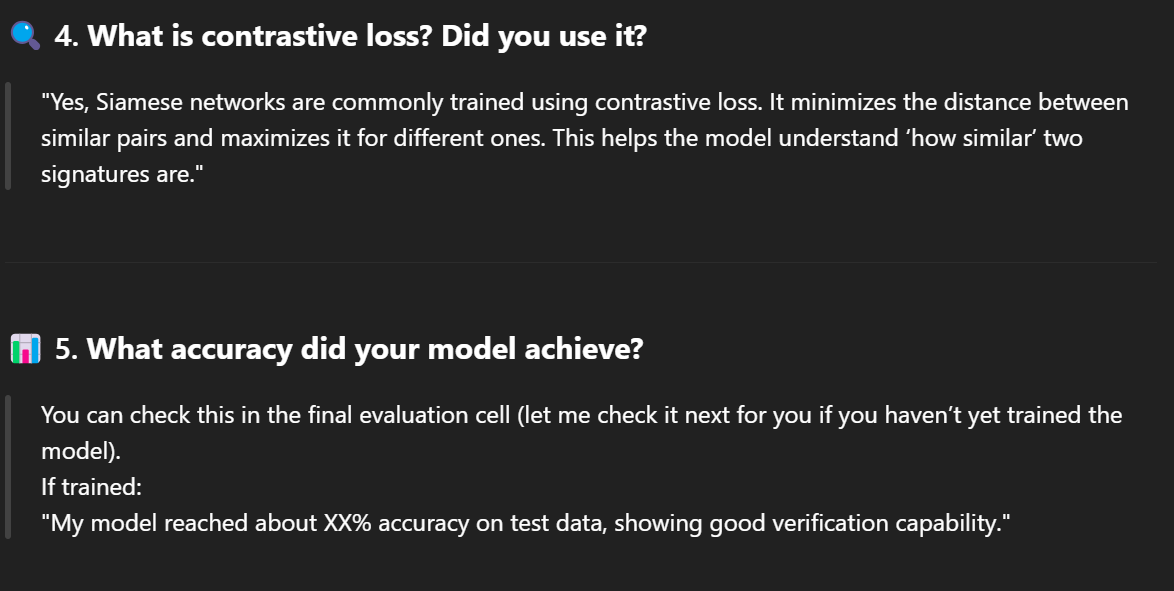 4. What is contrastive loss? Did you use it?
"Yes, Siamese networks are commonly trained using contrastive loss. It minimizes the distance between
similar pairs and maximizes it for different ones. This helps the model understand ‘how similar’ two
signatures are."
5. What accuracy did your model achieve?
You can check this in the final evaluation cell (let me check it next for you if you haven’t yet trained the
model).
If trained:
"My model reached about XX% accuracy on test data, showing good verification capability."